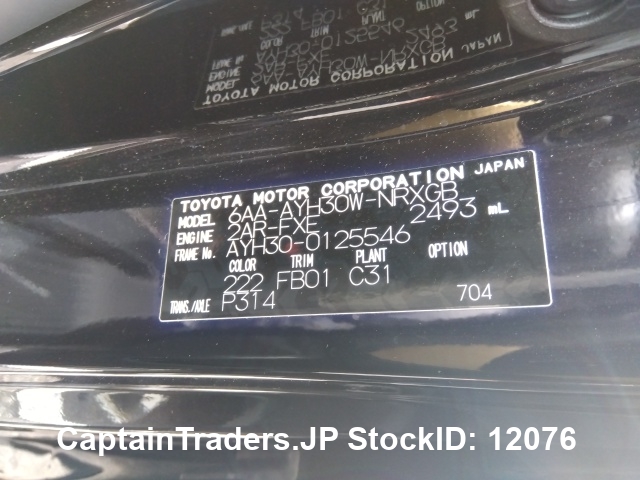 TOYOTA MOTOR CORPORATION JAPAN
MODEL 6AA-AYH30W-NRXGB
ENGINE 2AR-FXE 2493 mL
FRAME No. AYH30-0125546
COLOR TRIM PLANT OPTION
222 FB01 C31
TRANS./AXLE P314 704
CaptainTraders.JP StockID: 12076